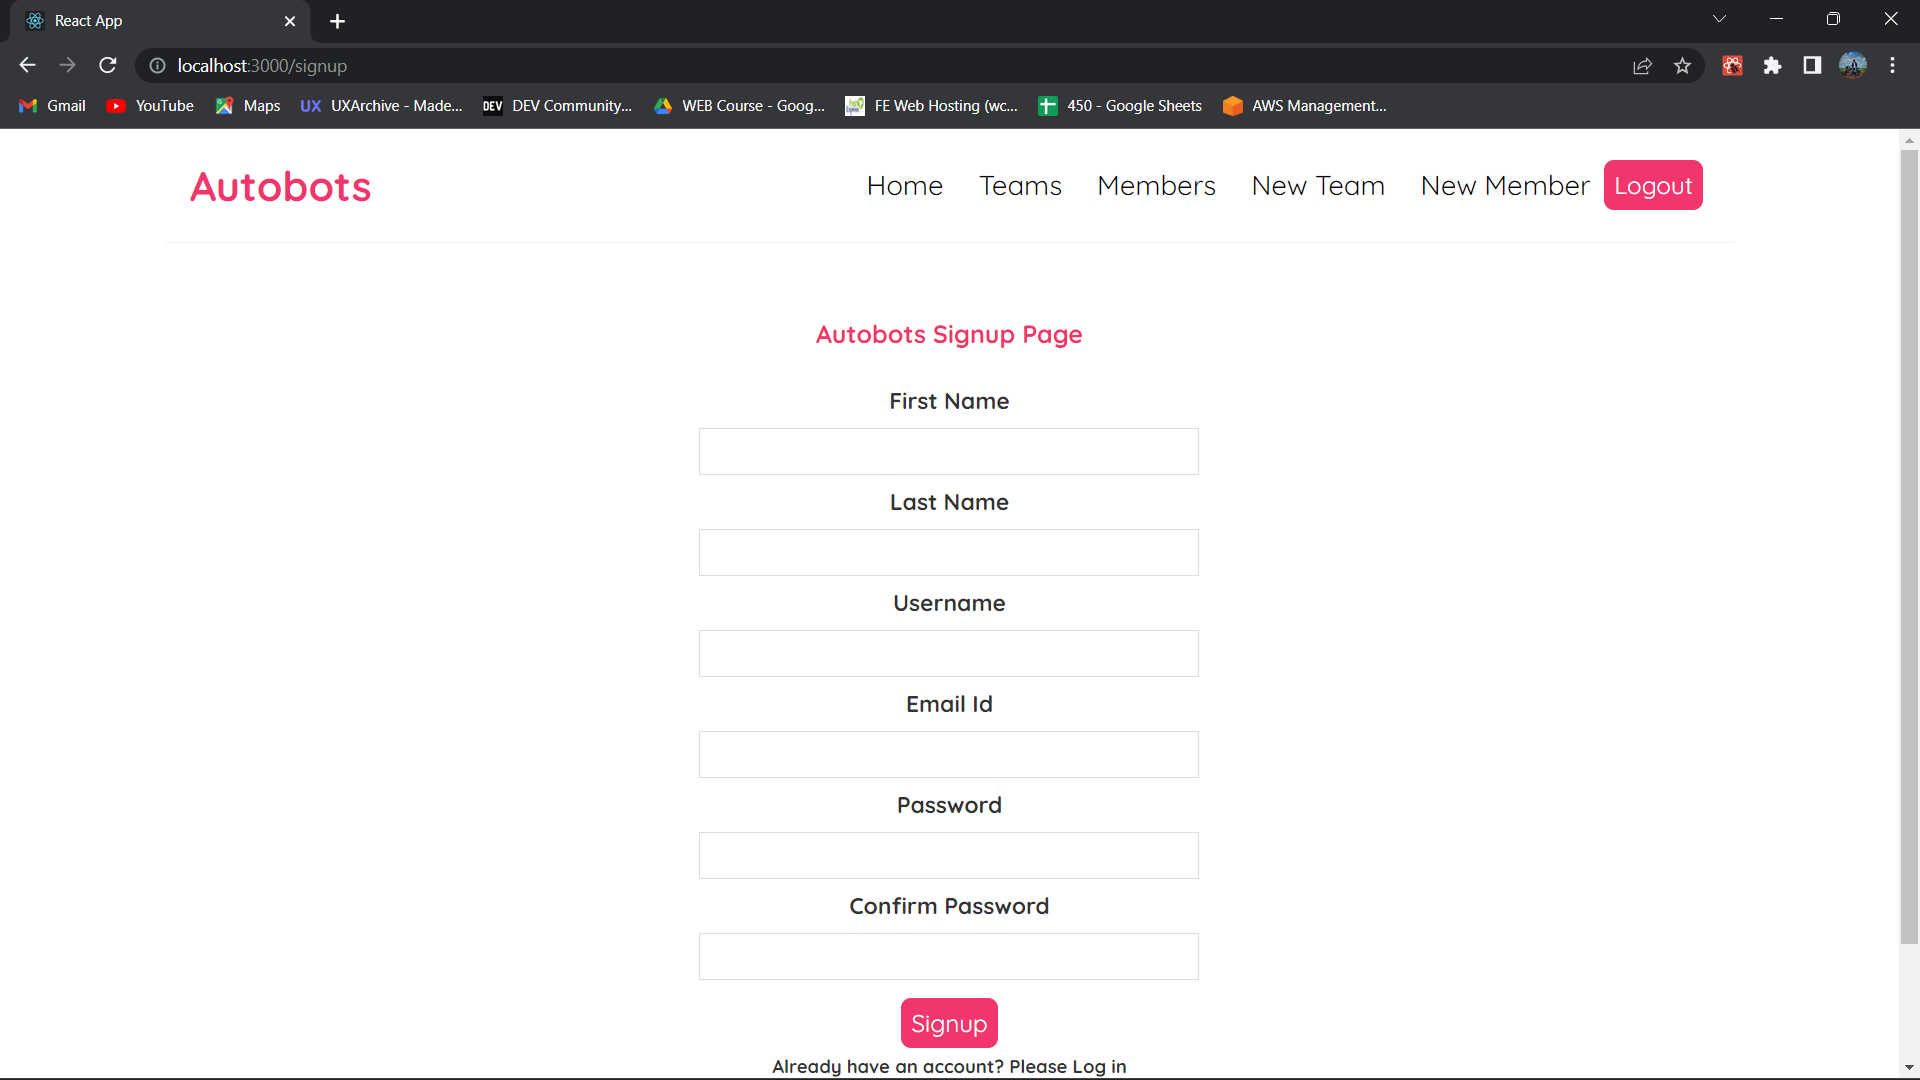 React App
localhost:3000/signup
Gmail YouTube Maps UX UXArchive - Made... DEV DEV Community... WEB Course - Goog... FE Web Hosting (wc... 450 - Google Sheets AWS Management...
Autobots Home Teams Members New Team New Member Logout
Autobots Signup Page
First Name
Last Name
Username
Email Id
Password
Confirm Password
Signup
Already have an account? Please Log in